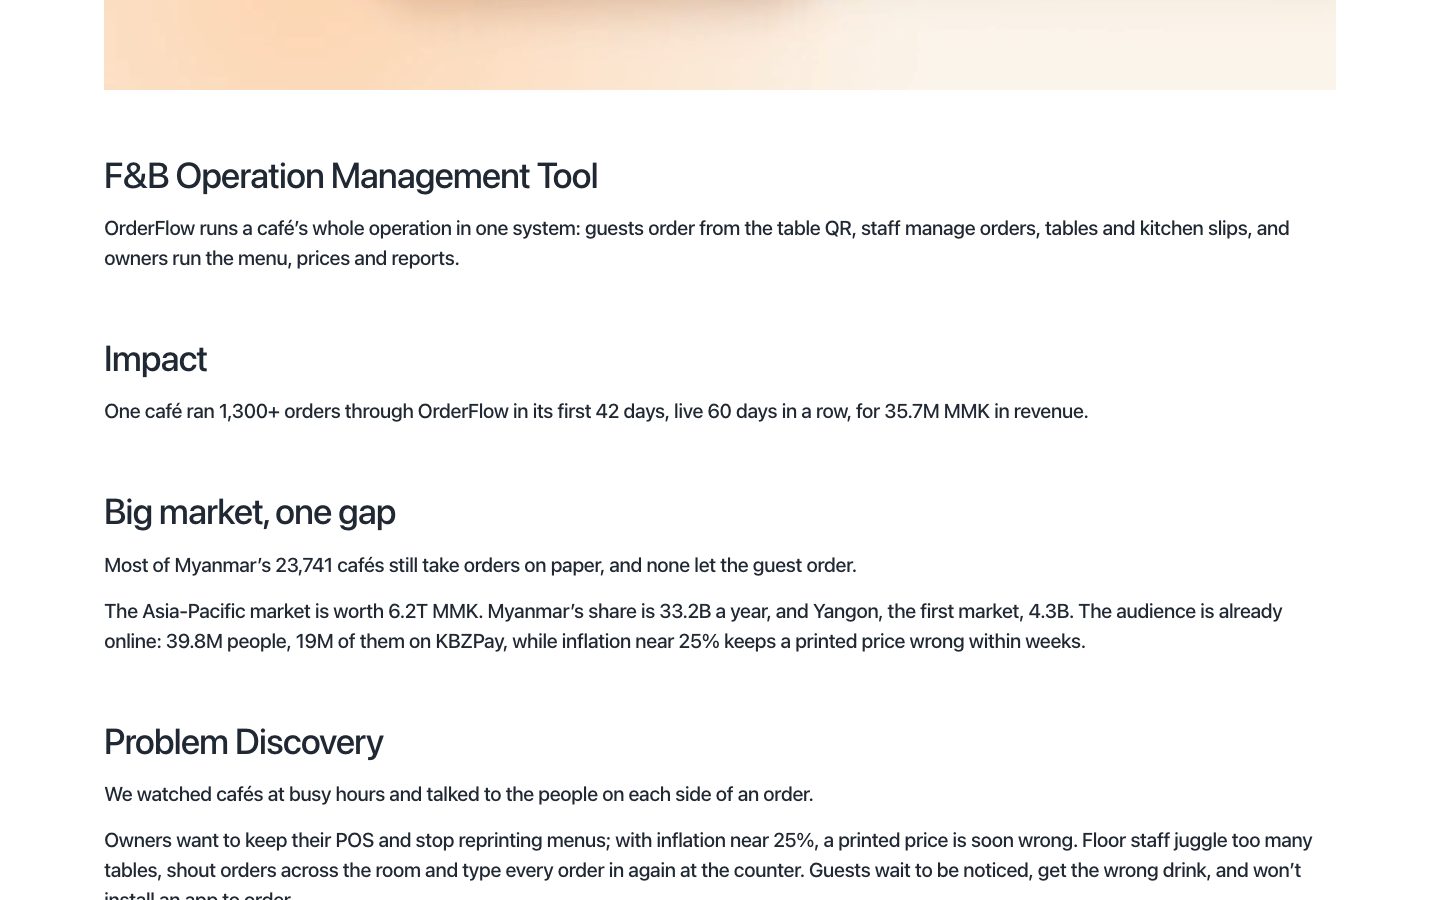 F&B Operation Management Tool
OrderFlow runs a café’s whole operation in one system: guests order from the table QR, staff manage orders, tables and kitchen slips, and
owners run the menu, prices and reports.
Impact
One café ran 1,300+ orders through OrderFlow in its first 42 days, live 60 days in a row, for 35.7M MMK in revenue.
Big market, one gap
Most of Myanmar’s 23,741 cafés still take orders on paper, and none let the guest order.
The Asia-Pacific market is worth 6.2T MMK. Myanmar’s share is 33.2B a year, and Yangon, the first market, 4.3B. The audience is already
online: 39.8M people, 19M of them on KBZPay, while inflation near 25% keeps a printed price wrong within weeks.
Problem Discovery
We watched cafés at busy hours and talked to the people on each side of an order.
Owners want to keep their POS and stop reprinting menus; with inflation near 25%, a printed price is soon wrong. Floor staff juggle too many
tables, shout orders across the room and type every order in again at the counter. Guests wait to be noticed, get the wrong drink, and won’t
install an app to order.